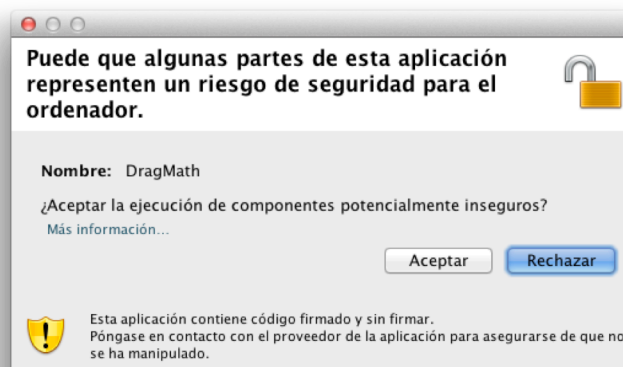 Puede que algunas partes de esta aplicación
representen un riesgo de seguridad para el
ordenador.
Nombre: DragMath
¿Aceptar la ejecución de componentes potencialmente inseguros?
Más información...
Aceptar Rechazar
Esta aplicación contiene código firmado y sin firmar.
Póngase en contacto con el proveedor de la aplicación para asegurarse de que no
se ha manipulado.